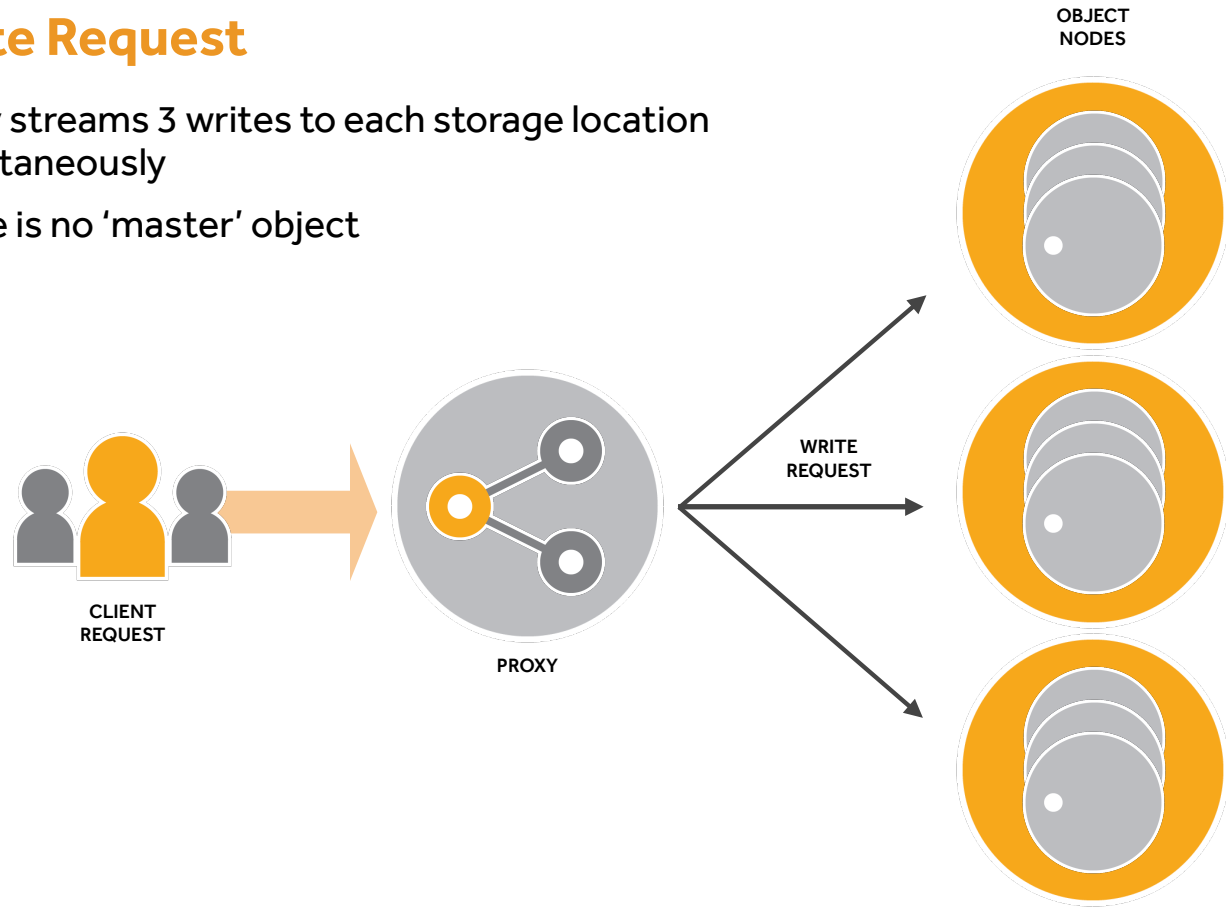 te Request
y streams 3 writes to each storage location
taneously
e is no 'master' object
OBJECT
NODES
WRITE
REQUEST
CLIENT
REQUEST
PROXY